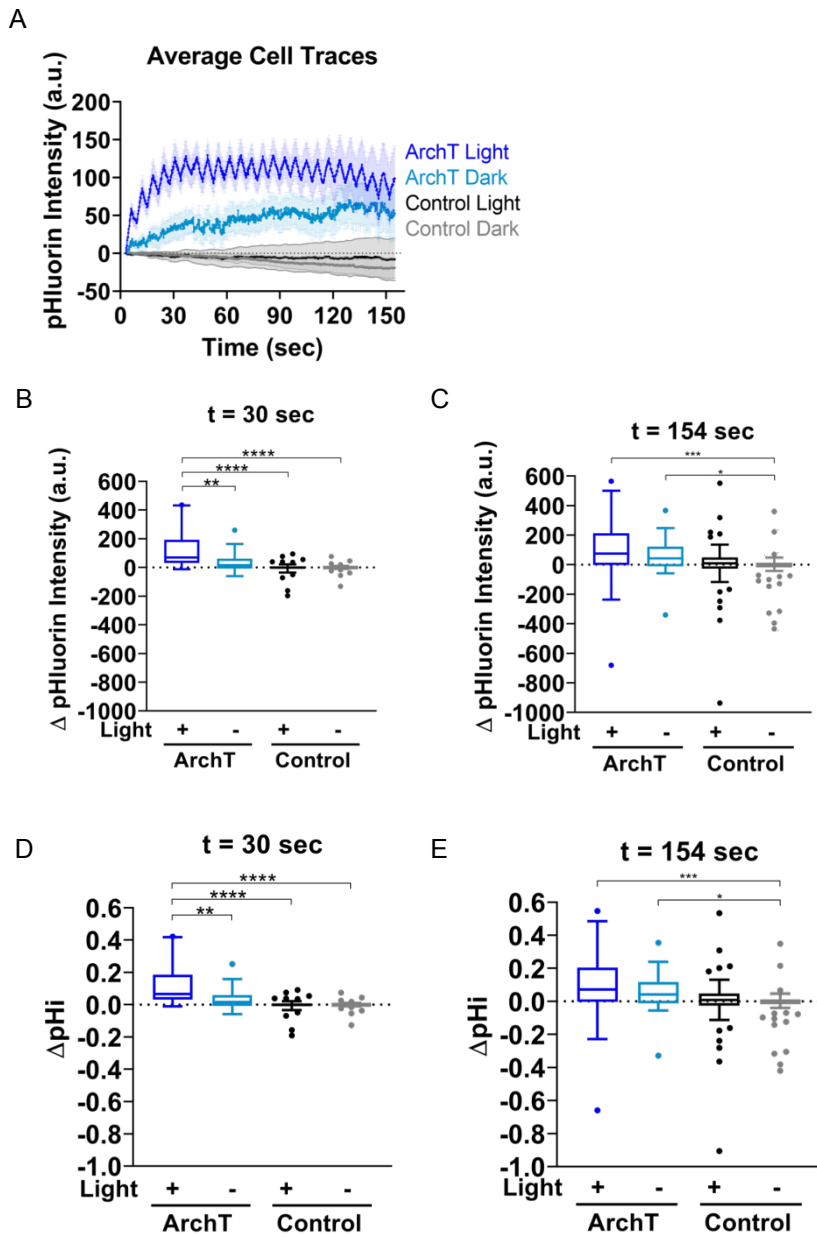 A
Average Cell Traces
pHluorin Intensity (a.u.)
200
150
100
50
0
-50
0 30 60 90 120 150
Time (sec)
ArchT Light
ArchT Dark
Control Light
Control Dark
B
t = 30 sec
****
****
**
Δ pHluorin Intensity (a.u.)
600
400
200
0
-200
-400
-600
-800
-1000
Light + - + -
ArchT Control
C
t = 154 sec
***
*
Δ pHluorin Intensity (a.u.)
600
400
200
0
-200
-400
-600
-800
-1000
Light + - + -
ArchT Control
D
t = 30 sec
****
****
**
ΔpHi
0.6
0.4
0.2
0.0
-0.2
-0.4
-0.6
-0.8
-1.0
Light + - + -
ArchT Control
E
t = 154 sec
***
*
ΔpHi
0.6
0.4
0.2
0.0
-0.2
-0.4
-0.6
-0.8
-1.0
Light + - + -
ArchT Control